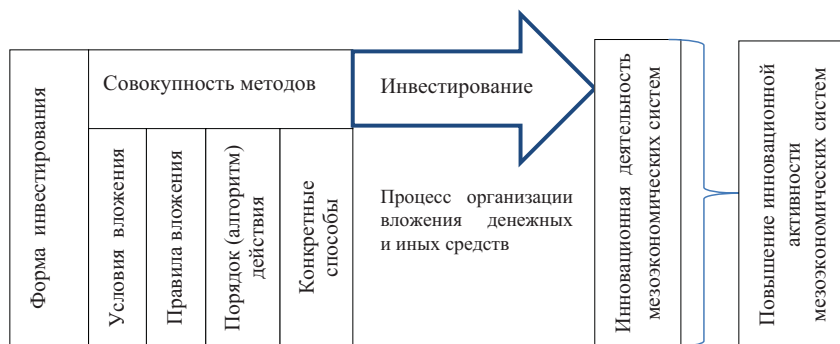 Форма инвестирования
Совокупность методов
Условия вложения
Правила вложения
Порядок (алгоритм)
действия
Конкретные
способы
Инвестирование
Процесс организации
вложения денежных
и иных средств
Инновационная деятельность
мезоэкономических систем
Повышение инновационной
активности
мезоэкономических систем